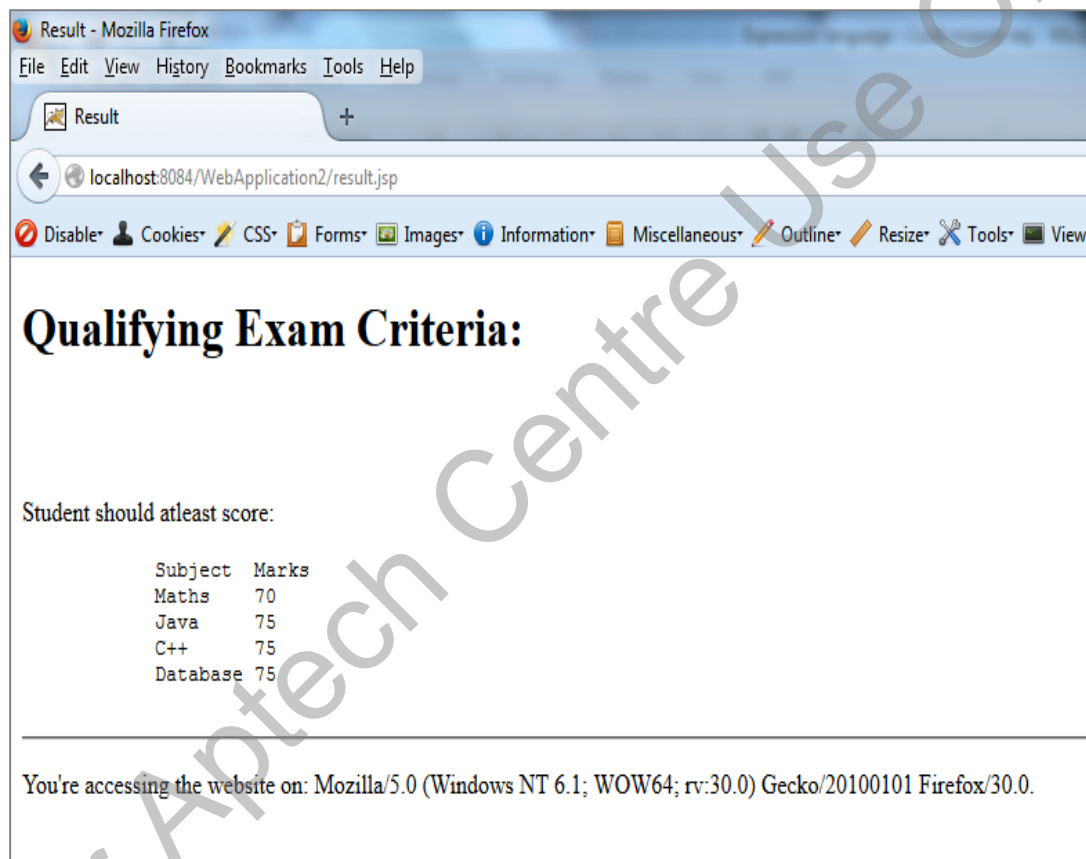 Result - Mozilla Firefox
File Edit View History Bookmarks Tools Help
Result +
localhost:8084/WebApplication2/result.jsp
Disable Cookies CSS Forms Images Information Miscellaneous Outline Resize Tools View
Qualifying Exam Criteria:
Student should atleast score:
Subject Marks
Maths 70
Java 75
C++ 75
Database 75
You're accessing the website on: Mozilla/5.0 (Windows NT 6.1; WOW64; rv:30.0) Gecko/20100101 Firefox/30.0.
Aptech Centre Use